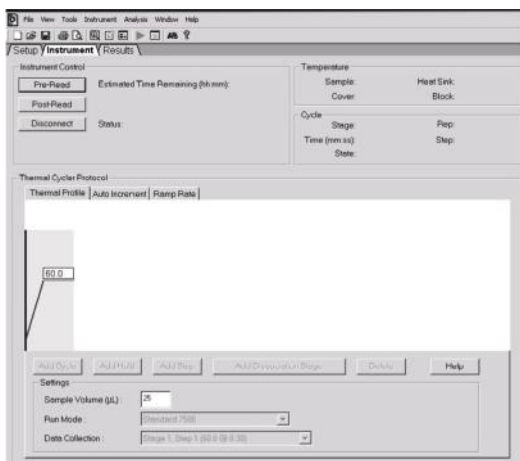 File View Tools Instrument Analysis Window Help
Setup Instrument Results
Instrument Control
Pre-Read
Estimated Time Remaining (hh:mm):
Post-Read
Disconnect
Status:
Temperature
Sample:
Heat Sink:
Cover:
Block:
Cycle
Stage:
Rep:
Time (mm:ss):
Step:
State:
Thermal Cycler Protocol
Thermal Profile Auto Increment Ramp Rate
60.0
Add Cycle Add Hold Add Step Add Dissociation Stage Delete Help
Settings
Sample Volume (µL) : 25
Run Mode : Standard 7500
Data Collection : Stage 1, Step 1 (60.0 @ 0:30)